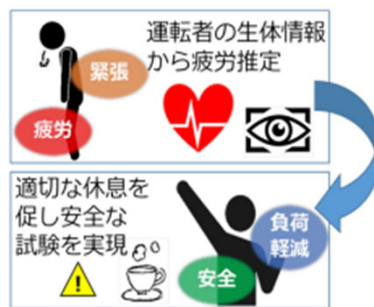 運転者の生体情報
から疲労推定
緊張
疲労
適切な休息を
促し安全な
試験を実現
負荷
軽減
安全
!